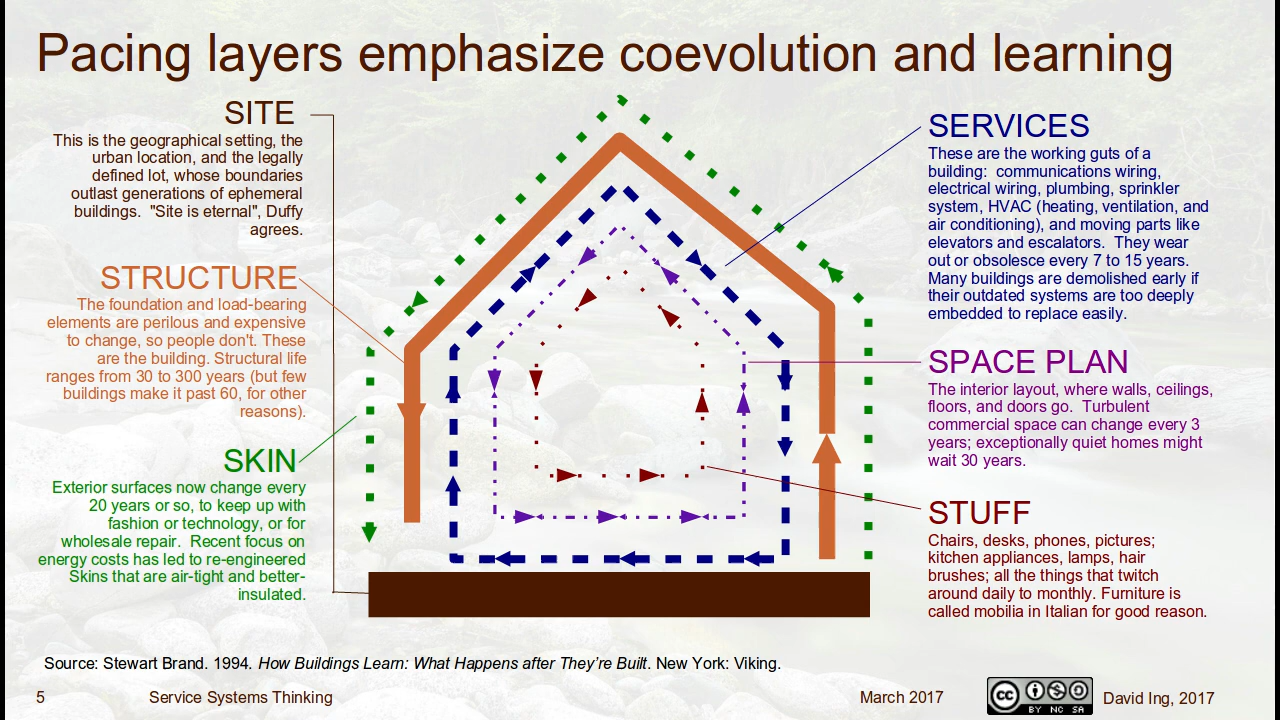 Pacing layers emphasize coevolution and learning
SITE
This is the geographical setting, the
urban location, and the legally
defined lot, whose boundaries
outlast generations of ephemeral
buildings.  "Site is eternal", Duffy
agrees.
STRUCTURE
The foundation and load-bearing
elements are perilous and expensive
to change, so people don't. These
are the building. Structural life
ranges from 30 to 300 years (but few
buildings make it past 60, for other
reasons).
SKIN
Exterior surfaces now change every
20 years or so, to keep up with
fashion or technology, or for
wholesale repair.  Recent focus on
energy costs has led to re-engineered
Skins that are air-tight and better-
insulated.
SERVICES
These are the working guts of a
building:  communications wiring,
electrical wiring, plumbing, sprinkler
system, HVAC (heating, ventilation, and
air conditioning), and moving parts like
elevators and escalators.  They wear
out or obsolesce every 7 to 15 years.
Many buildings are demolished early if
their outdated systems are too deeply
embedded to replace easily.
SPACE PLAN
The interior layout, where walls, ceilings,
floors, and doors go.  Turbulent
commercial space can change every 3
years; exceptionally quiet homes might
wait 30 years.
STUFF
Chairs, desks, phones, pictures;
kitchen appliances, lamps, hair
brushes; all the things that twitch
around daily to monthly. Furniture is
called mobilia in Italian for good reason.
Source: Stewart Brand. 1994. How Buildings Learn: What Happens after They're Built. New York: Viking.
5 Service Systems Thinking March 2017 cc BY NC SA David Ing, 2017